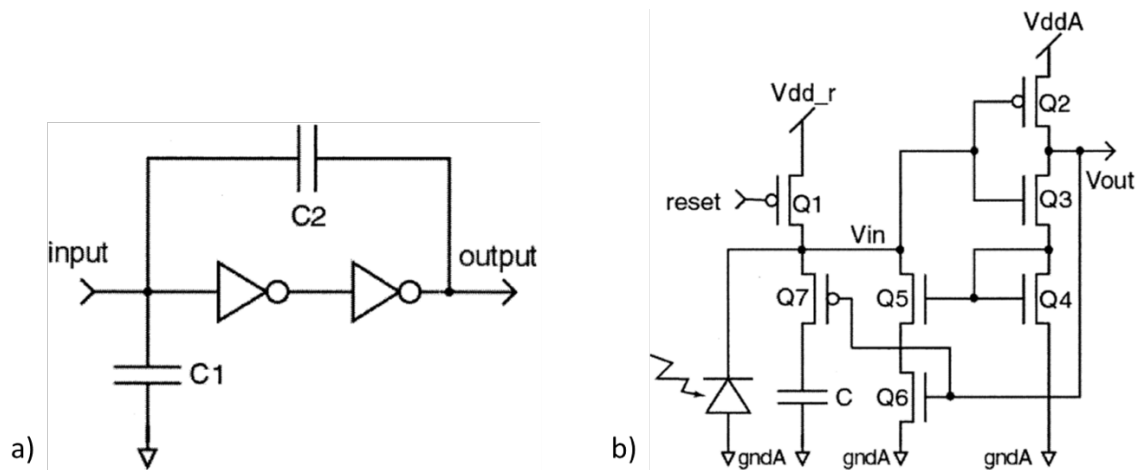 a)
input
C2
output
C1
b)
VddA
Vdd_r
Q2
Vout
reset
Q1
Vin
Q3
Q7
Q5
Q4
C
Q6
gndA
gndA
gndA